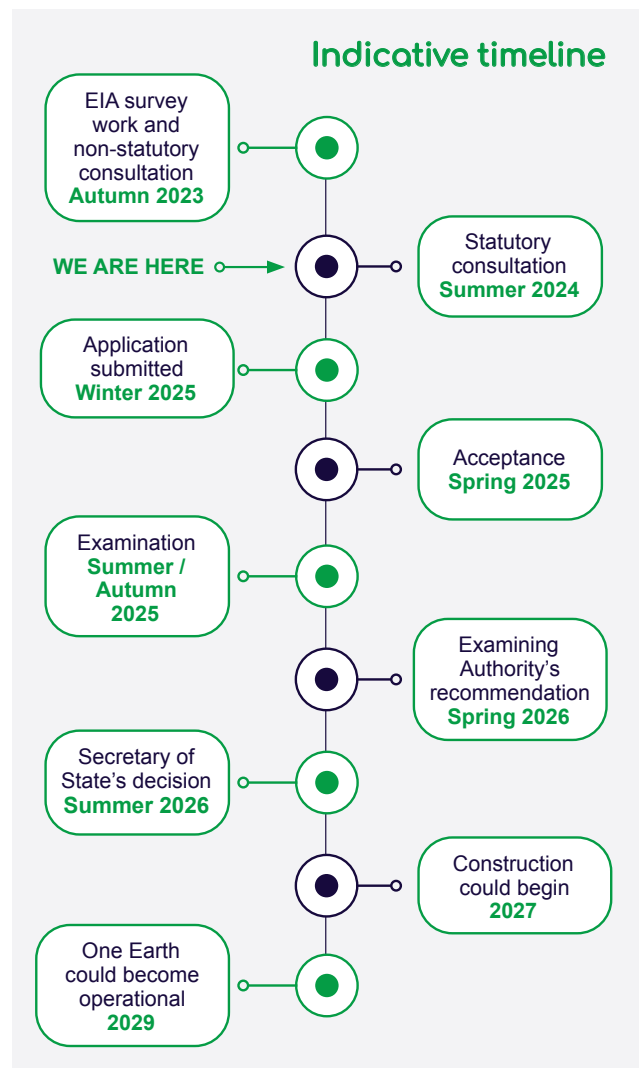 Indicative timeline
EIA survey
work and
non-statutory
consultation
Autumn 2023
WE ARE HERE
Statutory
consultation
Summer 2024
Application
submitted
Winter 2025
Acceptance
Spring 2025
Examination
Summer /
Autumn
2025
Examining
Authority’s
recommendation
Spring 2026
Secretary of
State’s decision
Summer 2026
Construction
could begin
2027
One Earth
could become
operational
2029